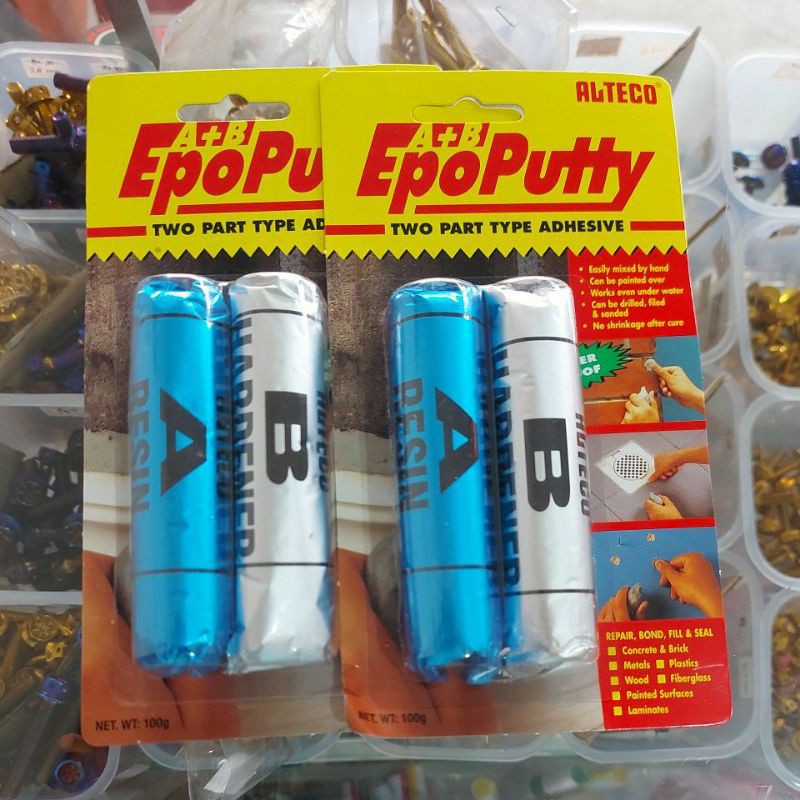 A+B
EpoPu
TWO PART TYPE AD
A
RESIN
B
HARDENER
NET. WT: 100g
ALTECO
A+B
EpoPutty
TWO PART TYPE ADHESIVE
• Easily mixed by hand
• Can be painted over
• Works even under water
• Can be drilled, filed
& sanded
• No shrinkage after cure
ER
OF
A
RESIN
B
HARDENER
ALTECO
REPAIR, BOND, FILL & SEAL
Concrete & Brick
Metals Plastics
Wood Fiberglass
Painted Surfaces
Laminates
NET. WT: 100g